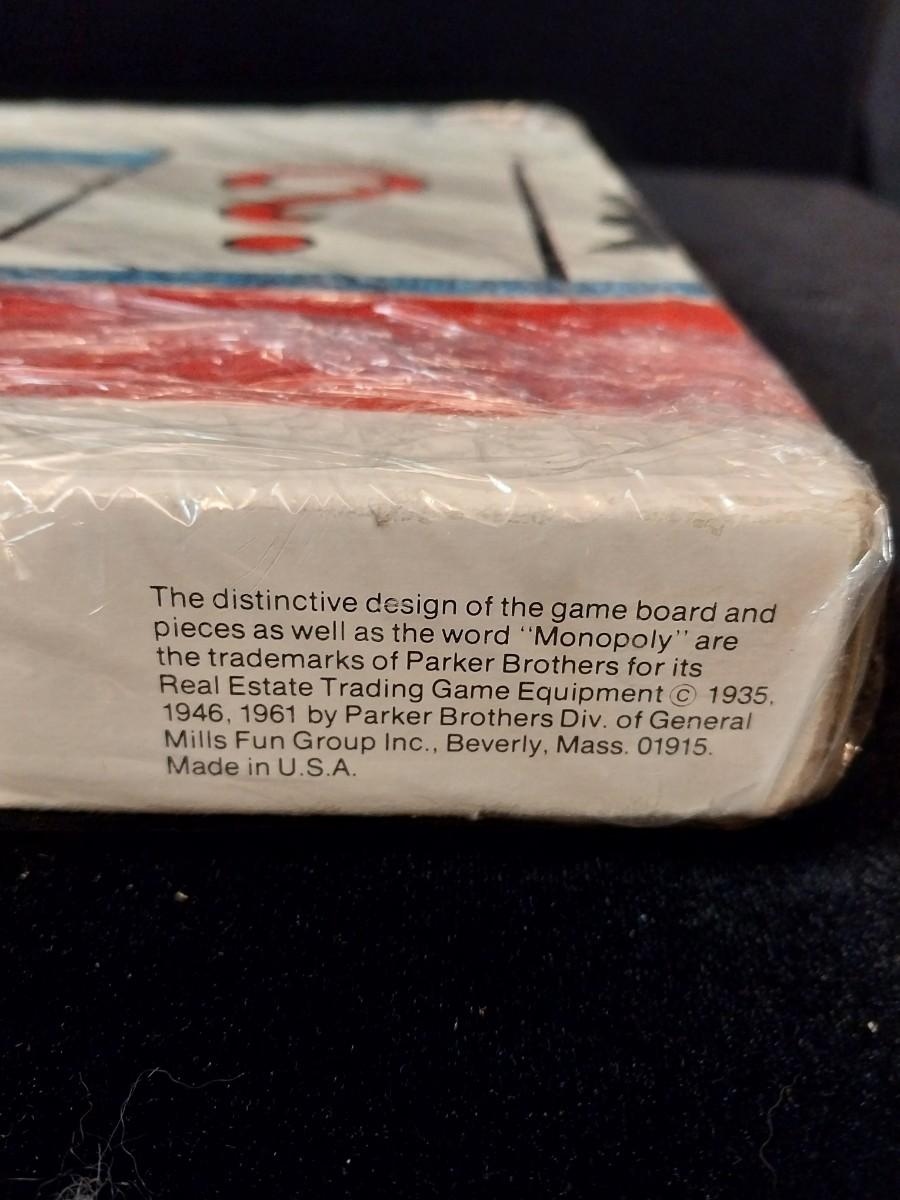 ?
The distinctive design of the game board and
pieces as well as the word "Monopoly" are
the trademarks of Parker Brothers for its
Real Estate Trading Game Equipment © 1935,
1946, 1961 by Parker Brothers Div. of General
Mills Fun Group Inc., Beverly, Mass. 01915.
Made in U.S.A.